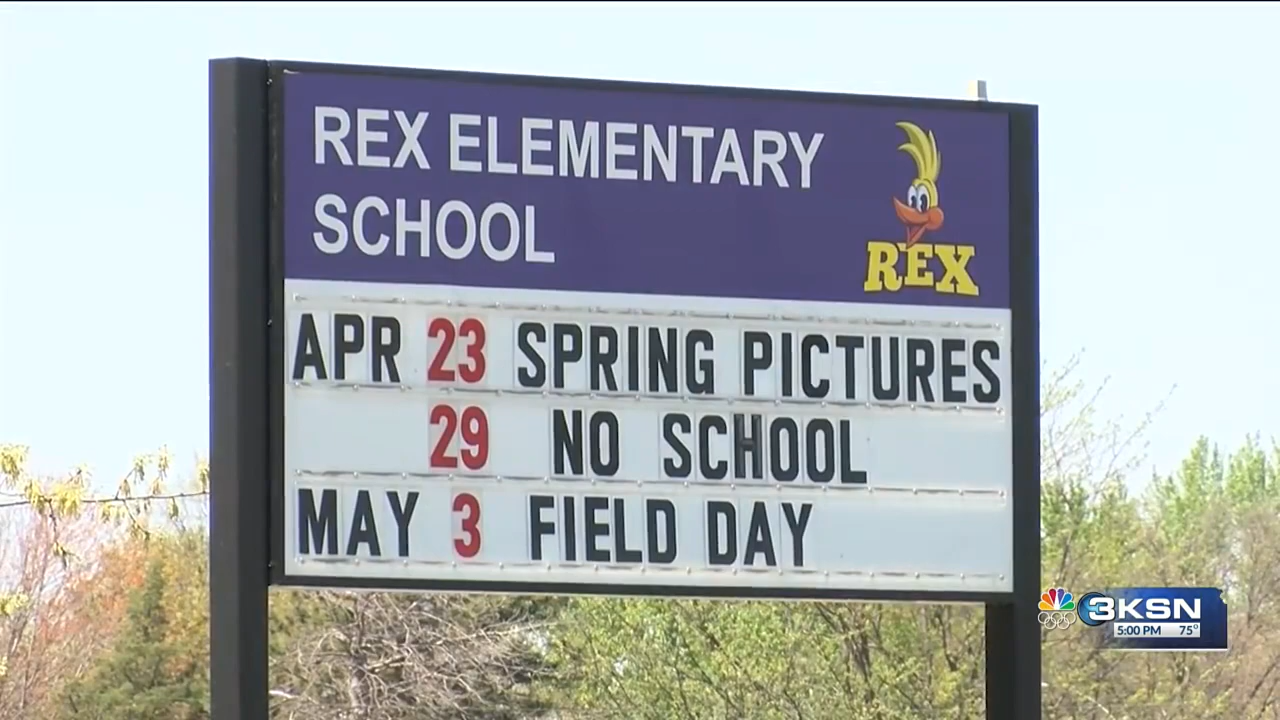 REX ELEMENTARY
SCHOOL
REX
APR 23 SPRING PICTURES
29 NO SCHOOL
MAY 3 FIELD DAY
3KSN
5:00 PM 75°